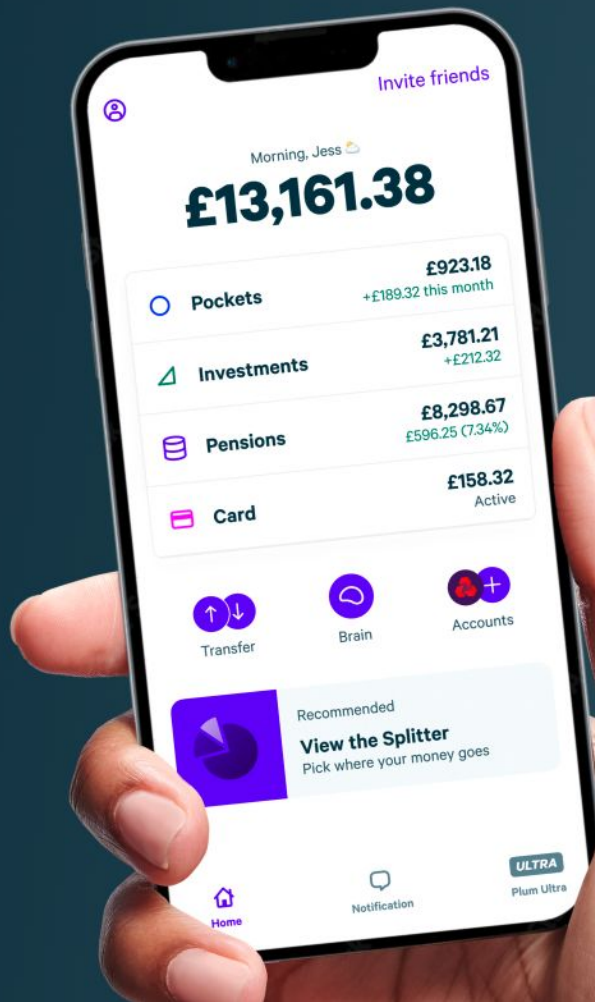 Invite friends
Morning, Jess
£13,161.38
Pockets
£923.18
+£189.32 this month
Investments
£3,781.21
+£212.32
Pensions
£8,298.67
£596.25 (7.34%)
Card
£158.32
Active
Transfer
Brain
Accounts
Recommended
View the Splitter
Pick where your money goes
Home
Notification
ULTRA
Plum Ultra